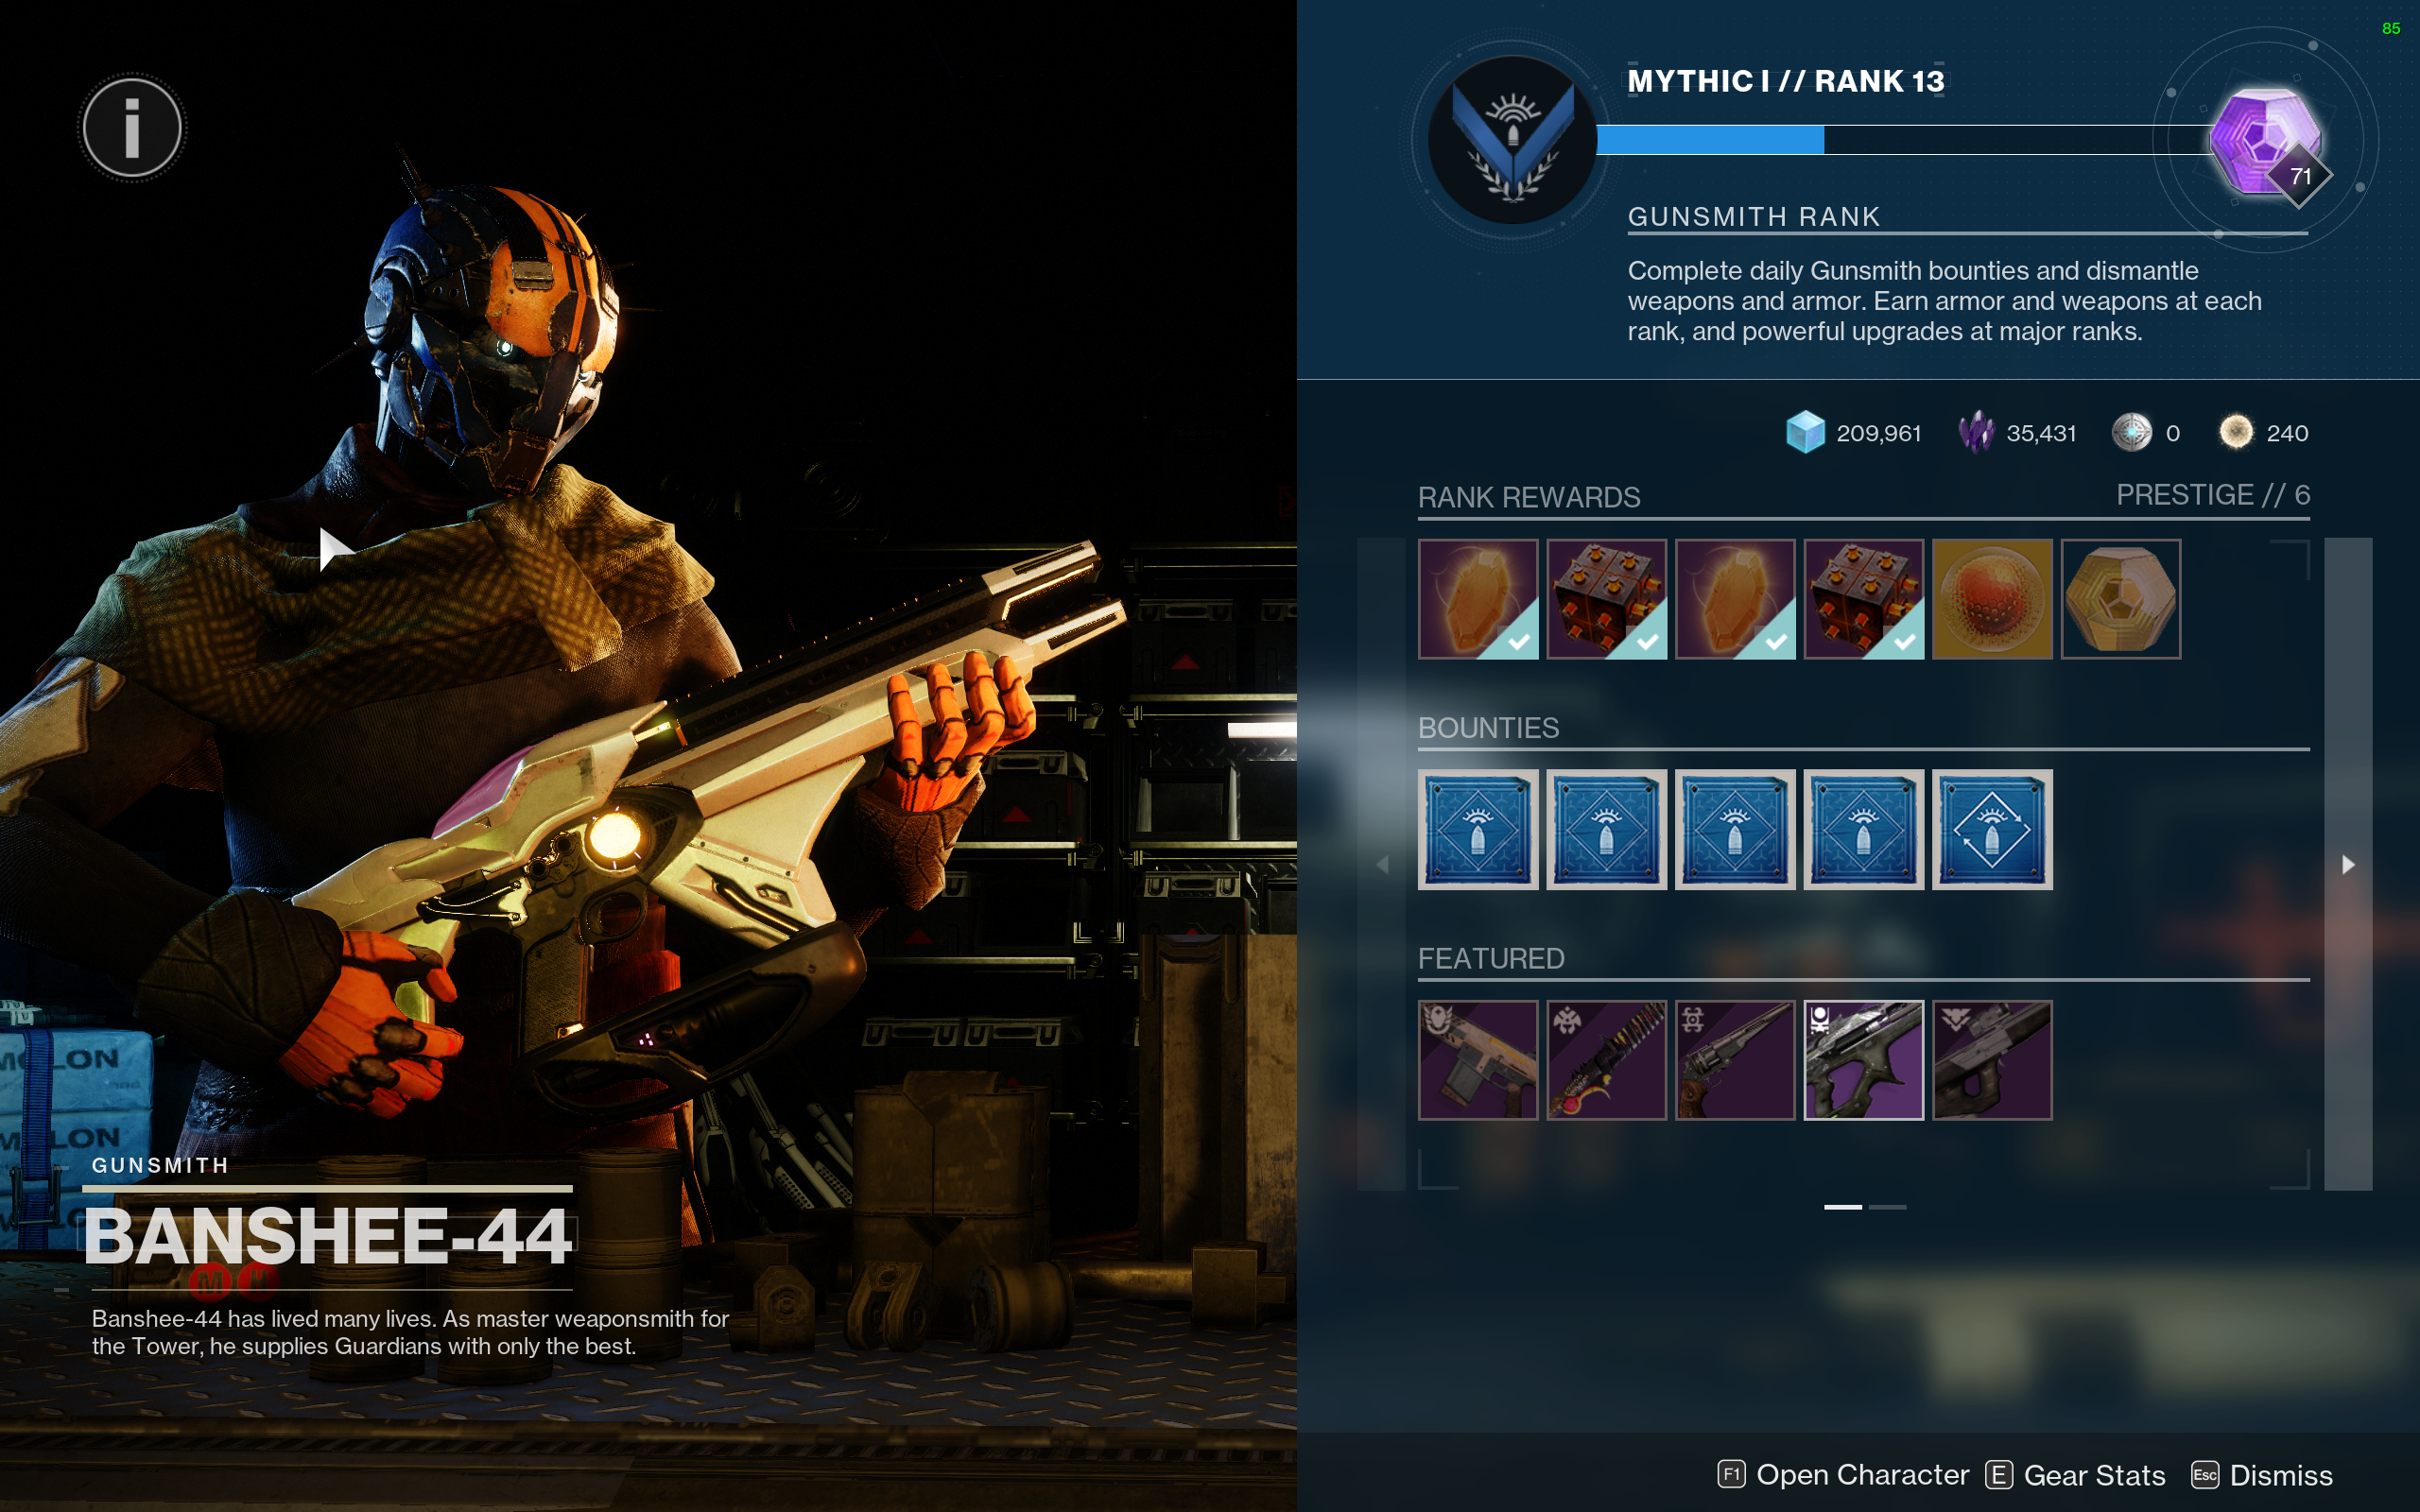 85
MYTHIC I // RANK 13
71
GUNSMITH RANK
Complete daily Gunsmith bounties and dismantle
weapons and armor. Earn armor and weapons at each
rank, and powerful upgrades at major ranks.
209,961 35,431 0 240
RANK REWARDS PRESTIGE // 6
BOUNTIES
FEATURED
MOLON
MOLON
GUNSMITH
BANSHEE-44
M H
Banshee-44 has lived many lives. As master weaponsmith for
the Tower, he supplies Guardians with only the best.
F1 Open Character E Gear Stats Esc Dismiss